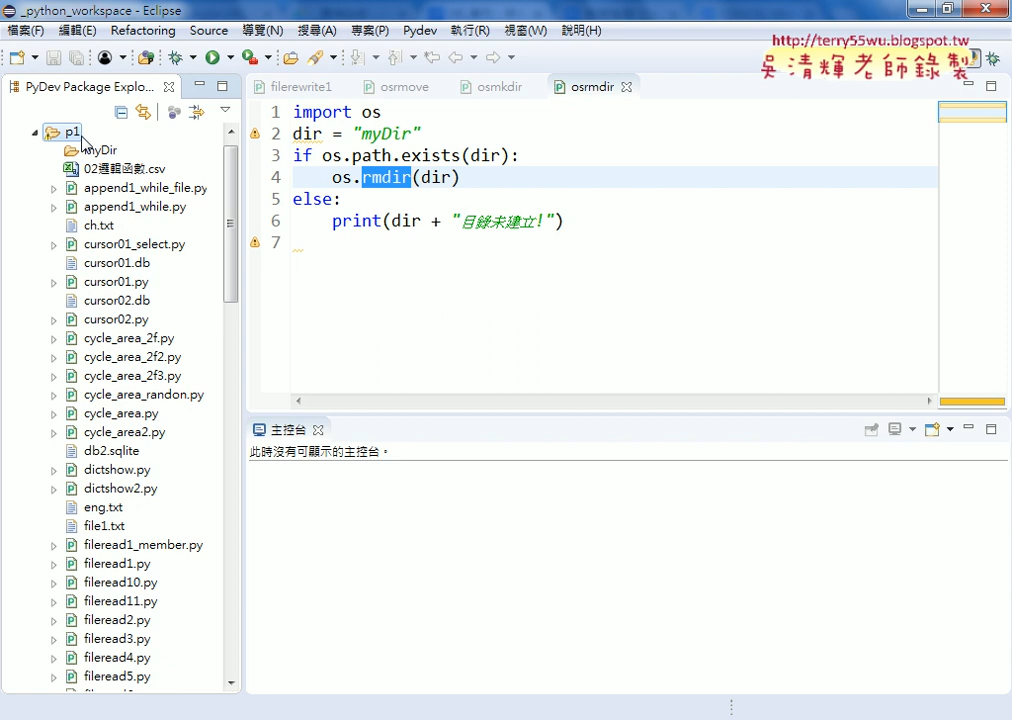 _python_workspace - Eclipse
檔案(F) 編輯(E) Refactoring Source 導覽(N) 搜尋(A) 專案(P) Pydev 執行(R) 視窗(W) 說明(H)
http://terry55wu.blogspot.tw
吳清輝老師錄製
PyDev Package Explo...
filerewrite1 osrmove osmkdir osrmdir
p1
myDir
02邏輯函數.csv
append1_while_file.py
append1_while.py
ch.txt
cursor01_select.py
cursor01.db
cursor01.py
cursor02.db
cursor02.py
cycle_area_2f.py
cycle_area_2f2.py
cycle_area_2f3.py
cycle_area_randon.py
cycle_area.py
cycle_area2.py
db2.sqlite
dictshow.py
dictshow2.py
eng.txt
file1.txt
fileread1_member.py
fileread1.py
fileread10.py
fileread11.py
fileread2.py
fileread3.py
fileread4.py
fileread5.py
1 import os
2 dir = "myDir"
3 if os.path.exists(dir):
4 os.rmdir(dir)
5 else:
6 print(dir + "目錄未建立!")
7
主控台
此時沒有可顯示的主控台。